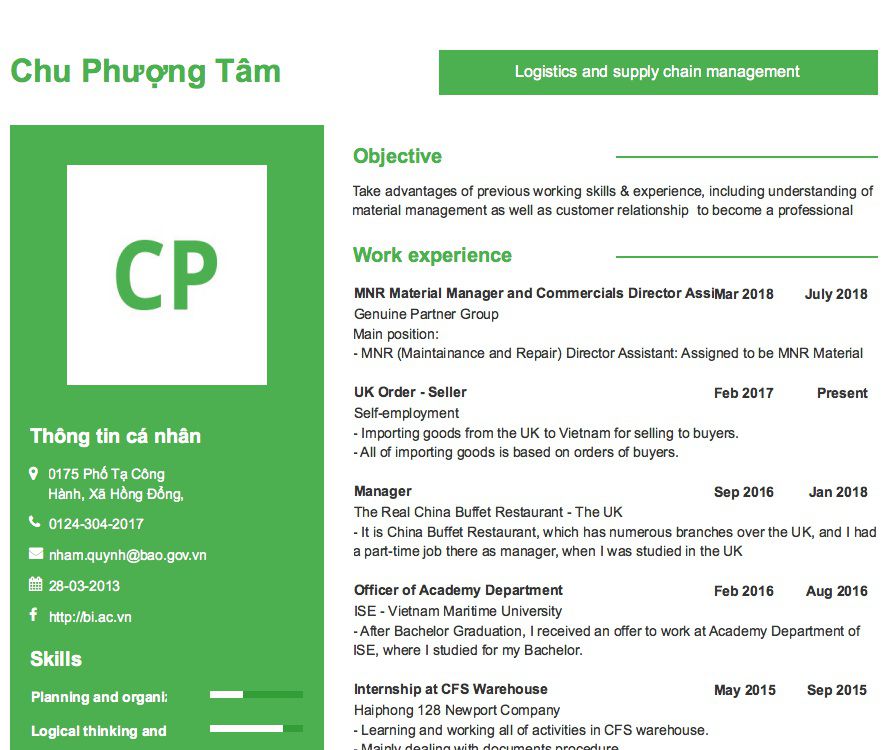 Chu Phượng Tâm
Logistics and supply chain management
CP
Thông tin cá nhân
0175 Phố Tạ Công
Hành, Xã Hồng Đổng,
0124-304-2017
nham.quynh@bao.gov.vn
28-03-2013
http://bi.ac.vn
Skills
Planning and organi
Logical thinking and
Objective
Take advantages of previous working skills & experience, including understanding of
material management as well as customer relationship to become a professional
Work experience
MNR Material Manager and Commercials Director Assi Mar 2018 July 2018
Genuine Partner Group
Main position:
- MNR (Maintainance and Repair) Director Assistant: Assigned to be MNR Material
UK Order - Seller Feb 2017 Present
Self-employment
- Importing goods from the UK to Vietnam for selling to buyers.
- All of importing goods is based on orders of buyers.
Manager Sep 2016 Jan 2018
The Real China Buffet Restaurant - The UK
- It is China Buffet Restaurant, which has numerous branches over the UK, and I had
a part-time job there as manager, when I was studied in the UK
Officer of Academy Department Feb 2016 Aug 2016
ISE - Vietnam Maritime University
- After Bachelor Graduation, I received an offer to work at Academy Department of
ISE, where I studied for my Bachelor.
Internship at CFS Warehouse May 2015 Sep 2015
Haiphong 128 Newport Company
- Learning and working all of activities in CFS warehouse.
- Mainly dealing with documents procedure